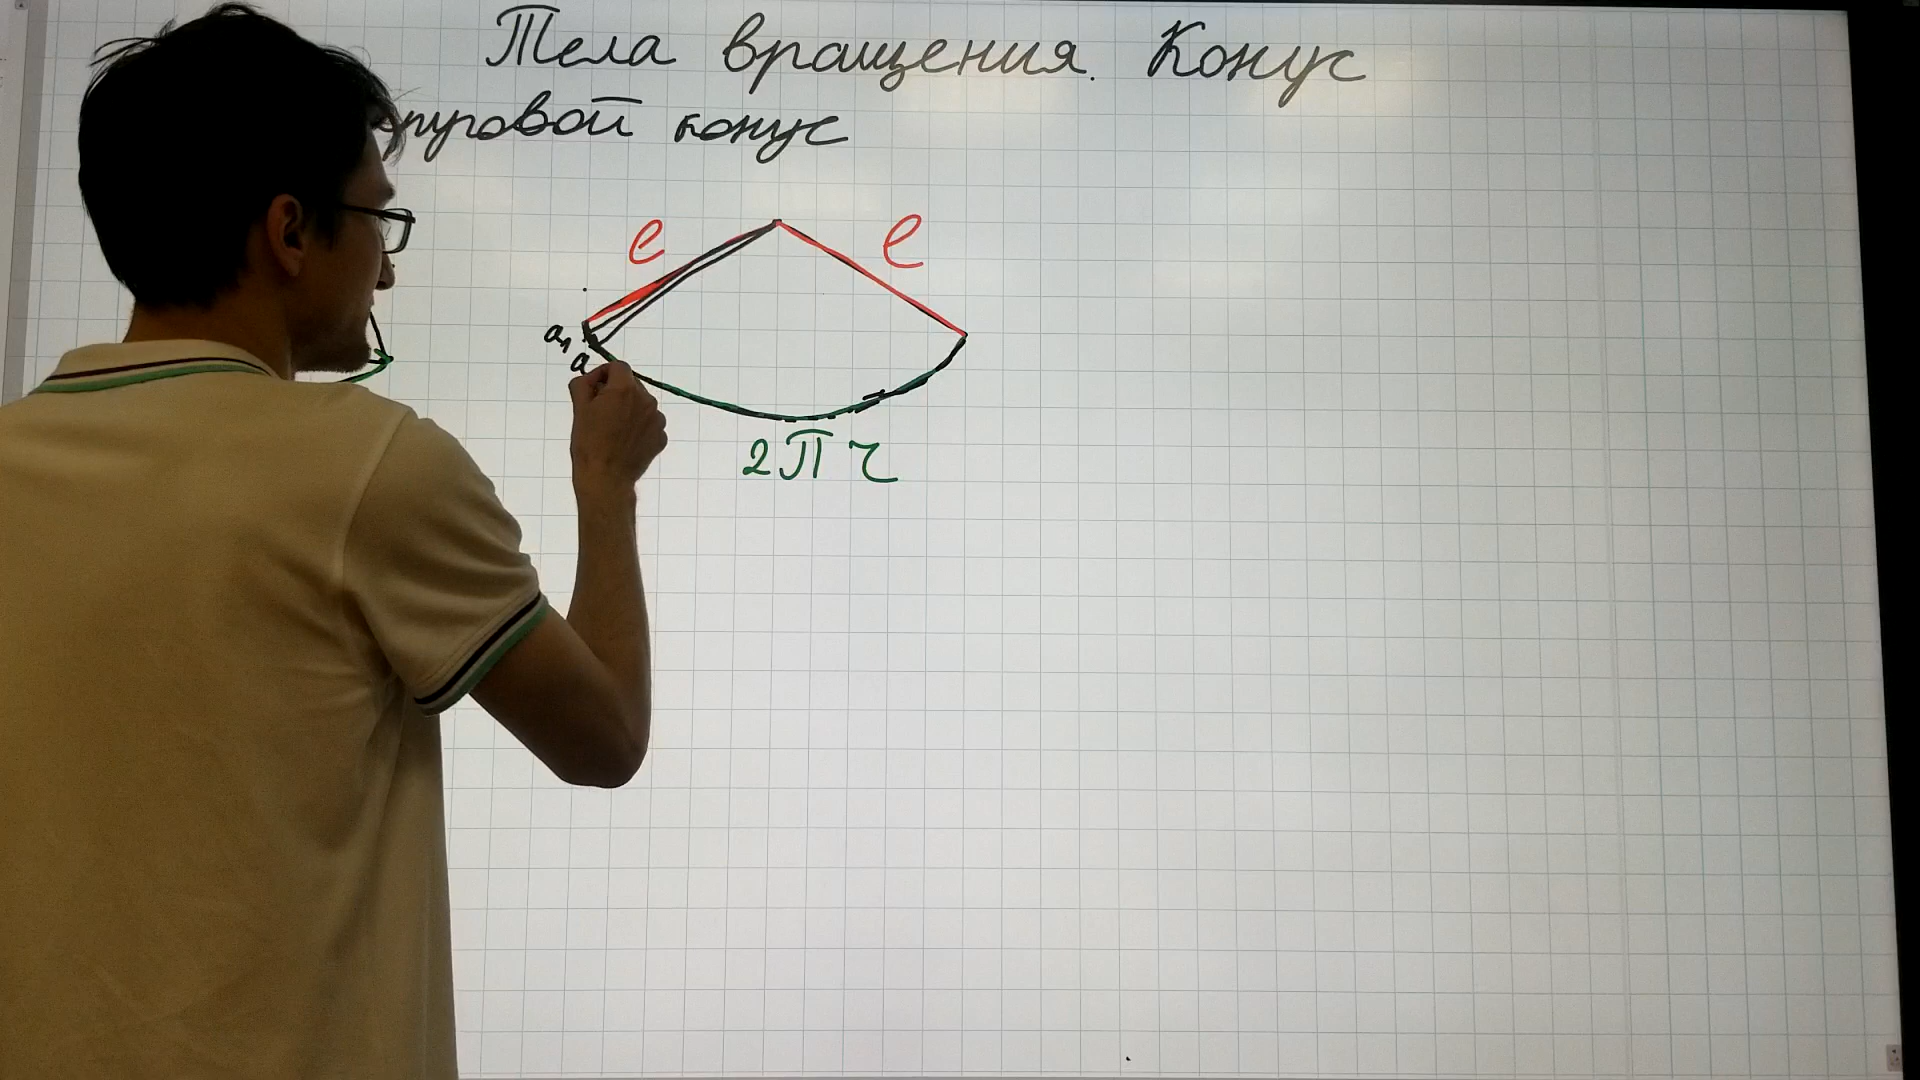 Тела вращения. Конус
круговой конус
l l
a₁
a
2πr